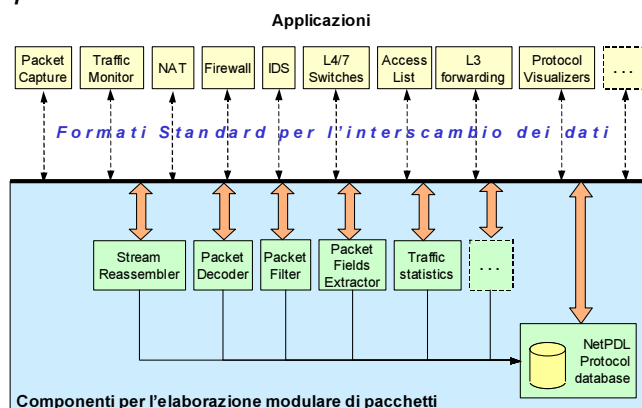 Applicazioni
Packet
Capture
Traffic
Monitor
NAT
Firewall
IDS
L4/7
Switches
Access
List
L3
forwarding
Protocol
Visualizers
...
Formati Standard per l'interscambio dei dati
Stream
Reassembler
Packet
Decoder
Packet
Filter
Packet
Fields
Extractor
Traffic
statistics
...
NetPDL
Protocol
database
Componenti per l'elaborazione modulare di pacchetti